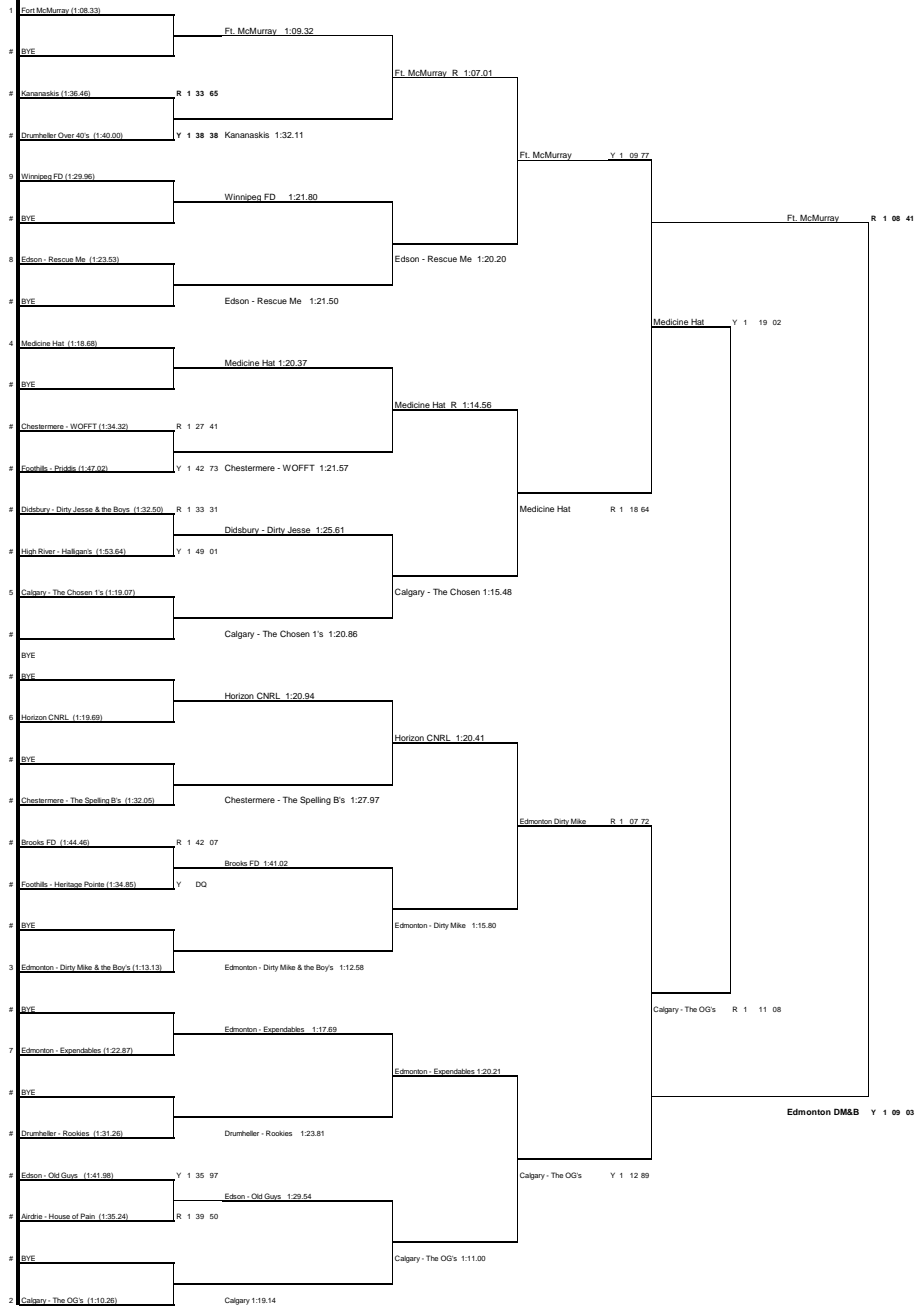 1 Fort McMurray (1:08.33)
Ft. McMurray 1:09.32
# BYE
Ft. McMurray R 1:07.01
# Kananaskis (1:36.46) R 1 33 65
# Drumheller Over 40's (1:40.00) Y 1 38 38 Kananaskis 1:32.11
Ft. McMurray Y 1 09 77
9 Winnipeg FD (1:29.96)
Winnipeg FD 1:21.80
# BYE
Ft. McMurray R 1 08 41
8 Edson - Rescue Me (1:23.53)
Edson - Rescue Me 1:20.20
# BYE
Edson - Rescue Me 1:21.50
Medicine Hat Y 1 19 02
4 Medicine Hat (1:18.68)
Medicine Hat 1:20.37
# BYE
Medicine Hat R 1:14.56
# Chestermere - WOFFT (1:34.32) R 1 27 41
# Foothills - Priddis (1:47.02) Y 1 42 73 Chestermere - WOFFT 1:21.57
# Didsbury - Dirty Jesse & the Boys (1:32.50) R 1 33 31
Medicine Hat R 1 18 64
Didsbury - Dirty Jesse 1:25.61
# High River - Halligan's (1:53.64) Y 1 49 01
5 Calgary - The Chosen 1's (1:19.07)
Calgary - The Chosen 1:15.48
#
Calgary - The Chosen 1's 1:20.86
BYE
# BYE
Horizon CNRL 1:20.94
6 Horizon CNRL (1:19.69)
Horizon CNRL 1:20.41
# BYE
# Chestermere - The Spelling B's (1:32.05)
Chestermere - The Spelling B's 1:27.97
Edmonton Dirty Mike R 1 07 72
# Brooks FD (1:44.46) R 1 42 07
Brooks FD 1:41.02
# Foothills - Heritage Pointe (1:34.85) Y DQ
# BYE
Edmonton - Dirty Mike 1:15.80
3 Edmonton - Dirty Mike & the Boy's (1:13.13)
Edmonton - Dirty Mike & the Boy's 1:12.58
# BYE
Calgary - The OG's R 1 11 08
Edmonton - Expendables 1:17.69
7 Edmonton - Expendables (1:22.87)
Edmonton - Expendables 1:20.21
# BYE
Edmonton DM&B Y 1 09 03
# Drumheller - Rookies (1:31.26)
Drumheller - Rookies 1:23.81
# Edson - Old Guys (1:41.98) Y 1 35 97
Calgary - The OG's Y 1 12 89
Edson - Old Guys 1:29.54
# Airdrie - House of Pain (1:35.24) R 1 39 50
# BYE
Calgary - The OG's 1:11.00
2 Calgary - The OG's (1:10.26)
Calgary 1:19.14